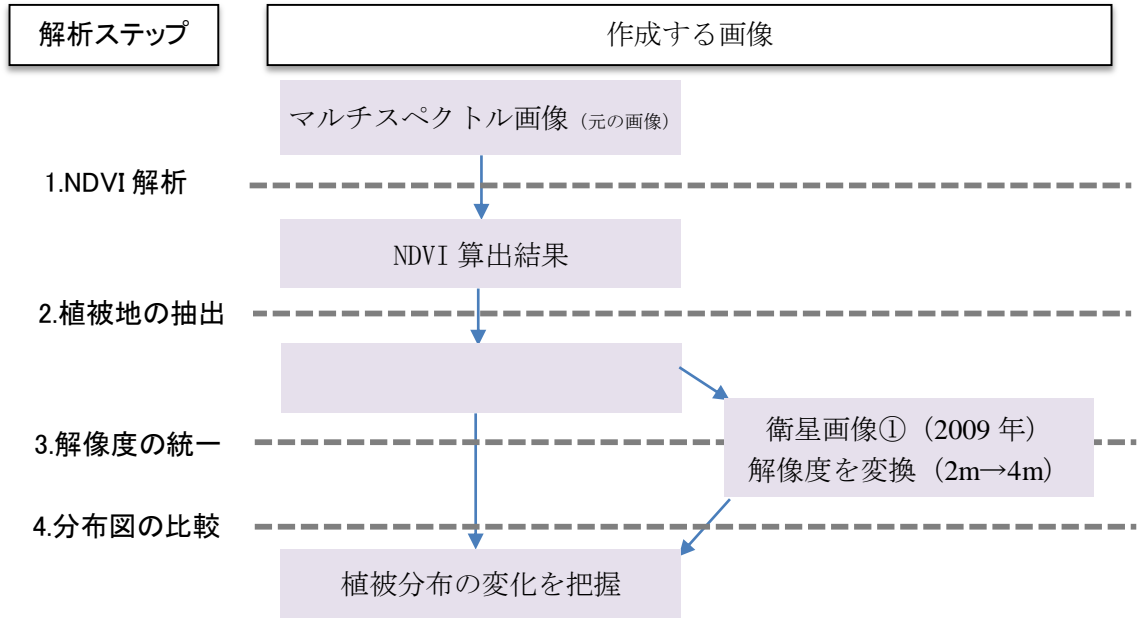 解析ステップ
作成する画像
マルチスペクトル画像（元の画像）
1.NDVI 解析
NDVI 算出結果
2.植被地の抽出
衛星画像①（2009 年）
解像度を変換（2m→4m）
3.解像度の統一
4.分布図の比較
植被分布の変化を把握